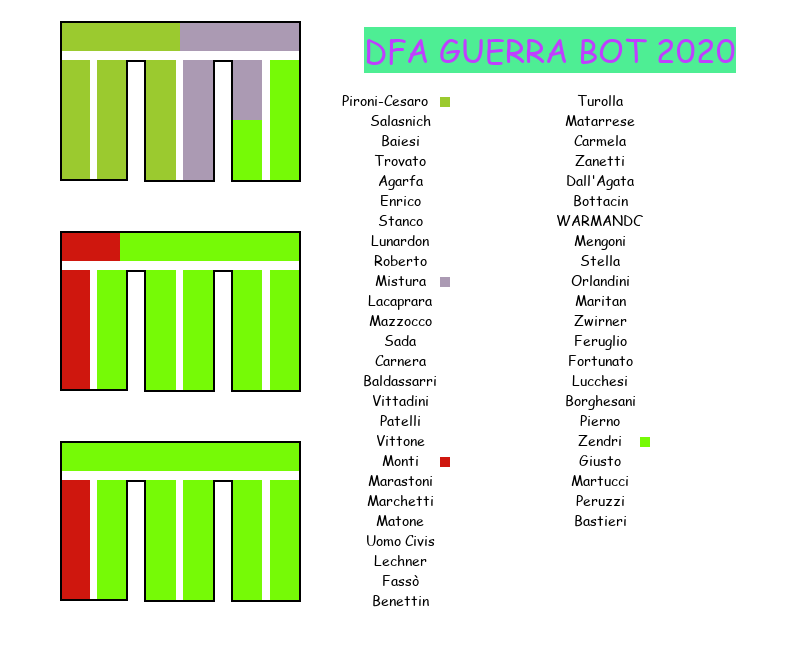 DFA GUERRA BOT 2020
Pironi-Cesaro
Salasnich
Baiesi
Trovato
Agarfa
Enrico
Stanco
Lunardon
Roberto
Mistura
Lacaprara
Mazzocco
Sada
Carnera
Baldassarri
Vittadini
Patelli
Vittone
Monti
Marastoni
Marchetti
Matone
Uomo Civis
Lechner
Fassò
Benettin
Turolla
Matarrese
Carmela
Zanetti
Dall'Agata
Bottacin
WARMANDC
Mengoni
Stella
Orlandini
Maritan
Zwirner
Feruglio
Fortunato
Lucchesi
Borghesani
Pierno
Zendri
Giusto
Martucci
Peruzzi
Bastieri